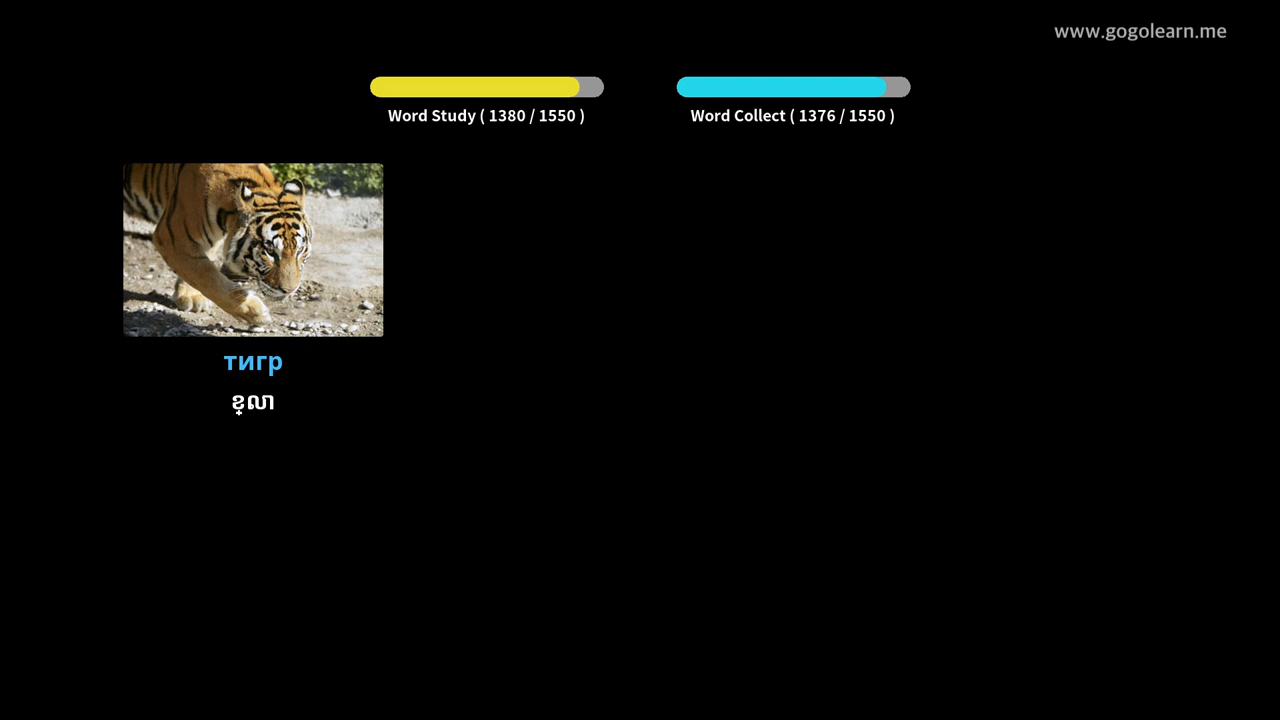 www.gogolearn.me
Word Study ( 1380 / 1550 )
Word Collect ( 1376 / 1550 )
тигр
ខ្លា